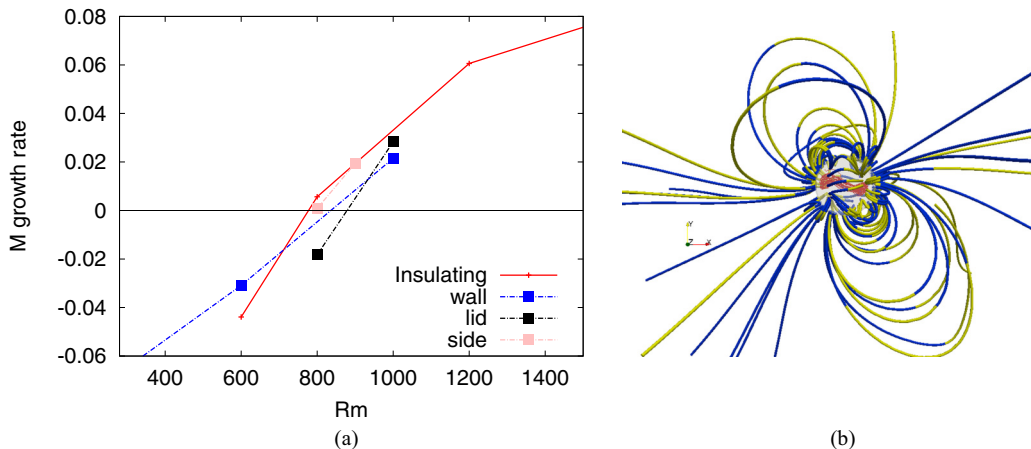 M growth rate
0.08
0.06
0.04
0.02
0
-0.02
-0.04
-0.06
Insulating
wall
lid
side
400 600 800 1000 1200 1400
Rm
(a)
Y
Z X
(b)